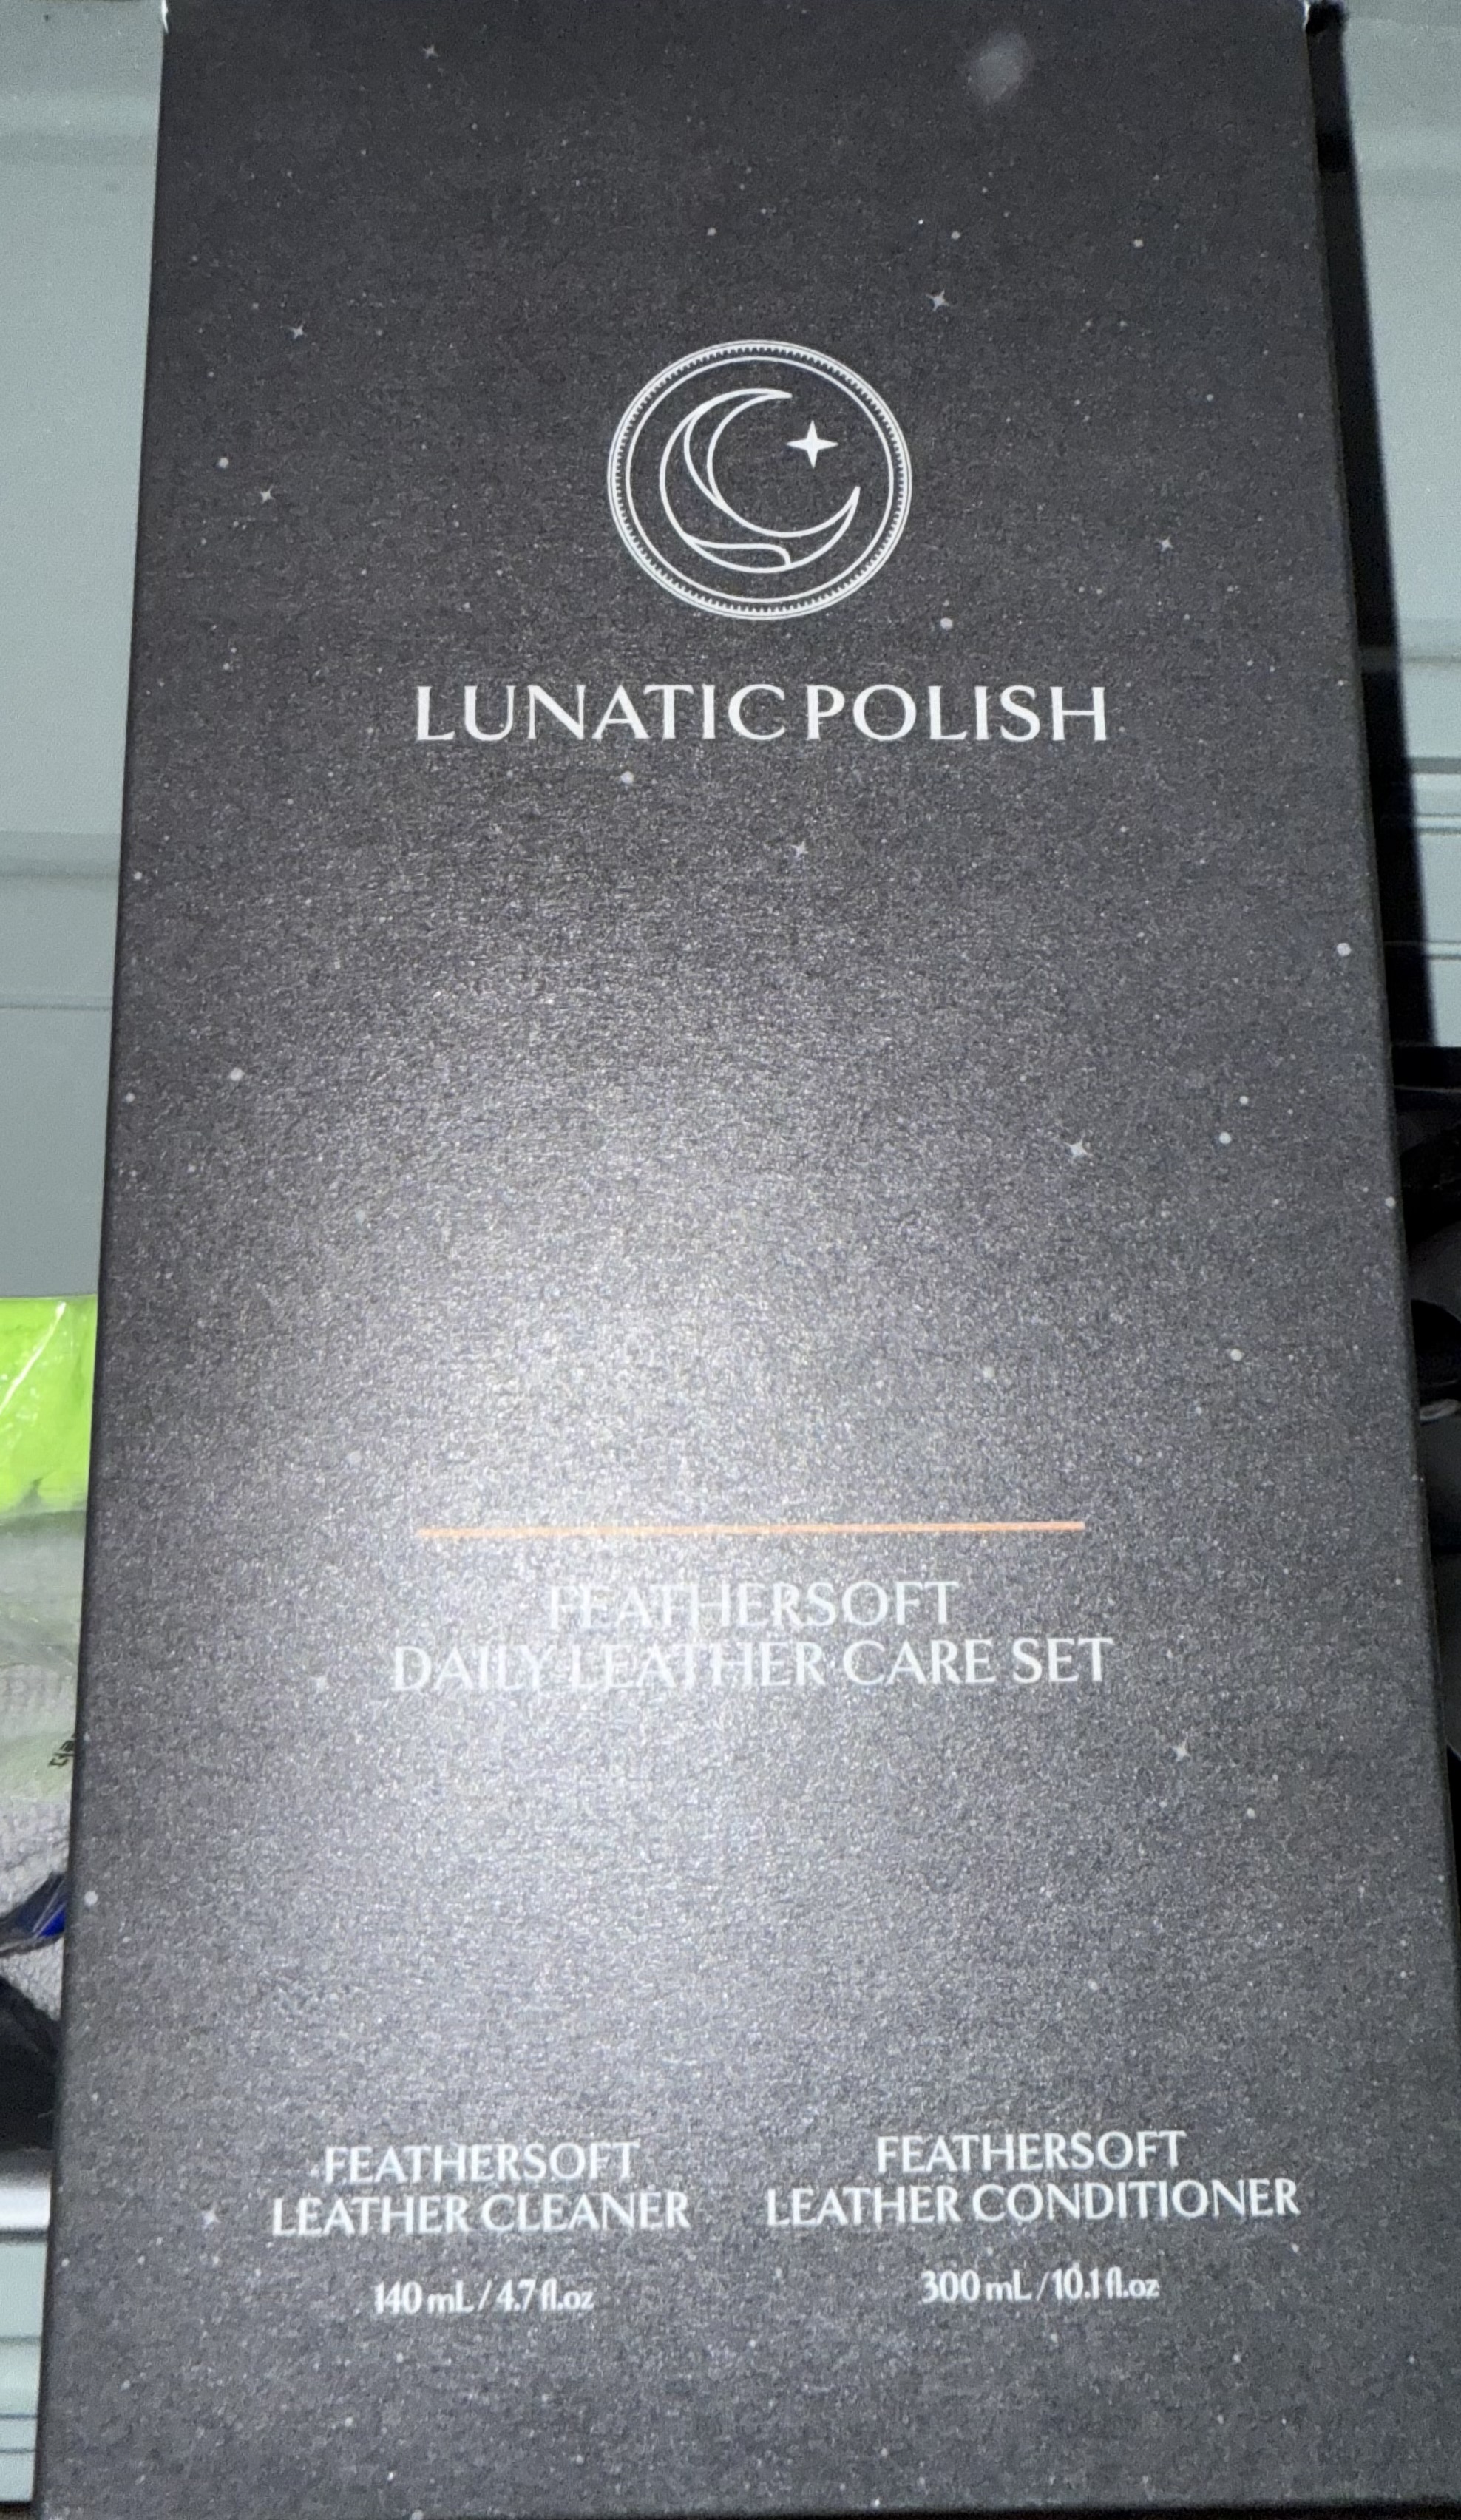 LUNATIC POLISH
FEATHERSOFT
DAILY LEATHER CARE SET
FEATHERSOFT
LEATHER CLEANER
140 mL / 4.7 fl.oz
FEATHERSOFT
LEATHER CONDITIONER
300 mL / 10.1 fl.oz